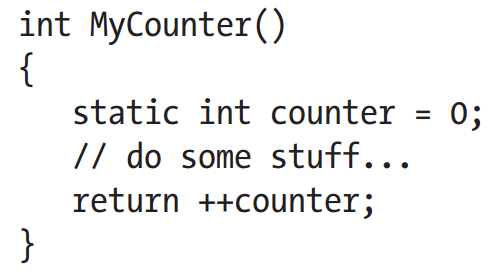 int MyCounter()
{
static int counter = 0;
// do some stuff...
return ++counter;
}